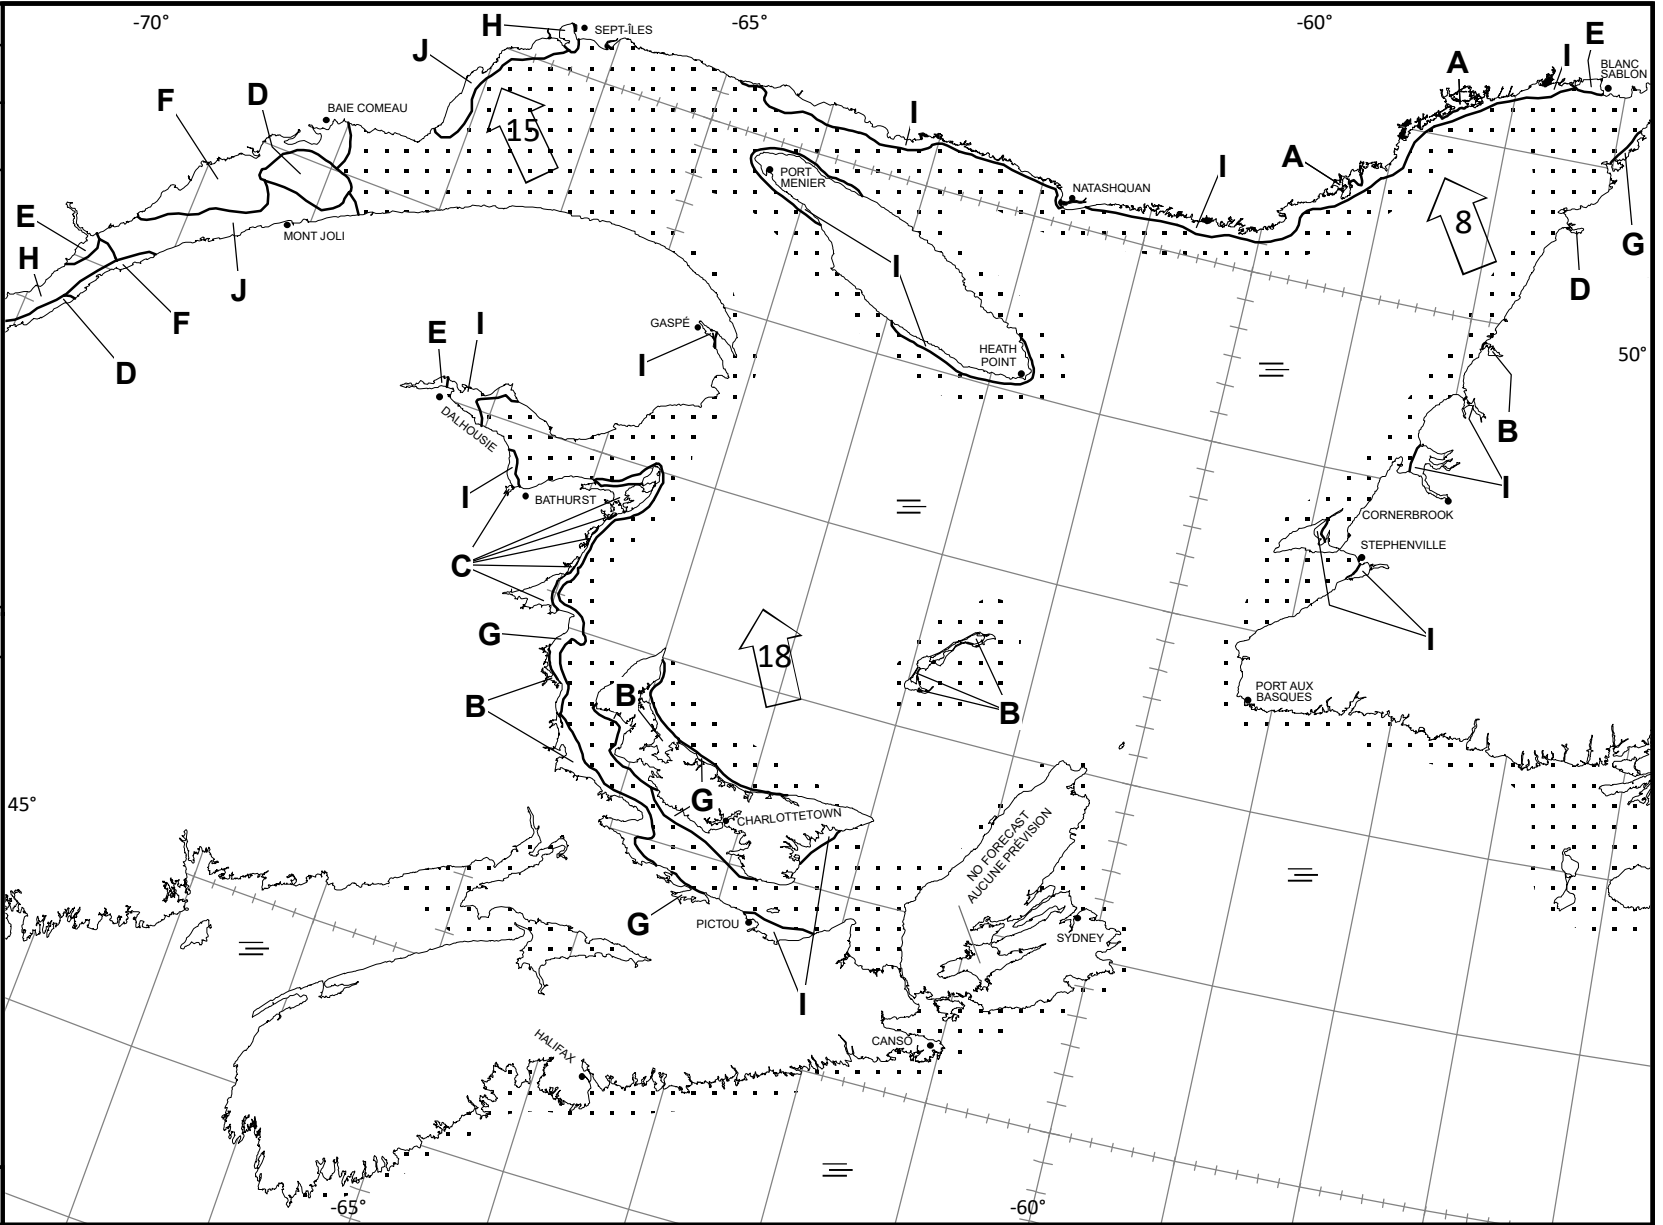 -70°
-65°
-60°
H
SEPT-ÎLES
J
E
I
A
BLANC
SABLON
F
D
BAIE COMEAU
I
15
A
I
PORT
MENIER
NATASHQUAN
E
MONT JOLI
8
G
H
J
I
D
F
GASPÉ
E
I
I
HEATH
POINT
50°
D
DALHOUSIE
B
I
BATHURST
I
CORNERBROOK
STEPHENVILLE
C
G
I
18
B
B
B
PORT AUX
BASQUES
45°
G
CHARLOTTETOWN
NO FORECAST
AUCUNE PRÉVISION
G
PICTOU
SYDNEY
I
HALIFAX
CANSO
-65°
-60°